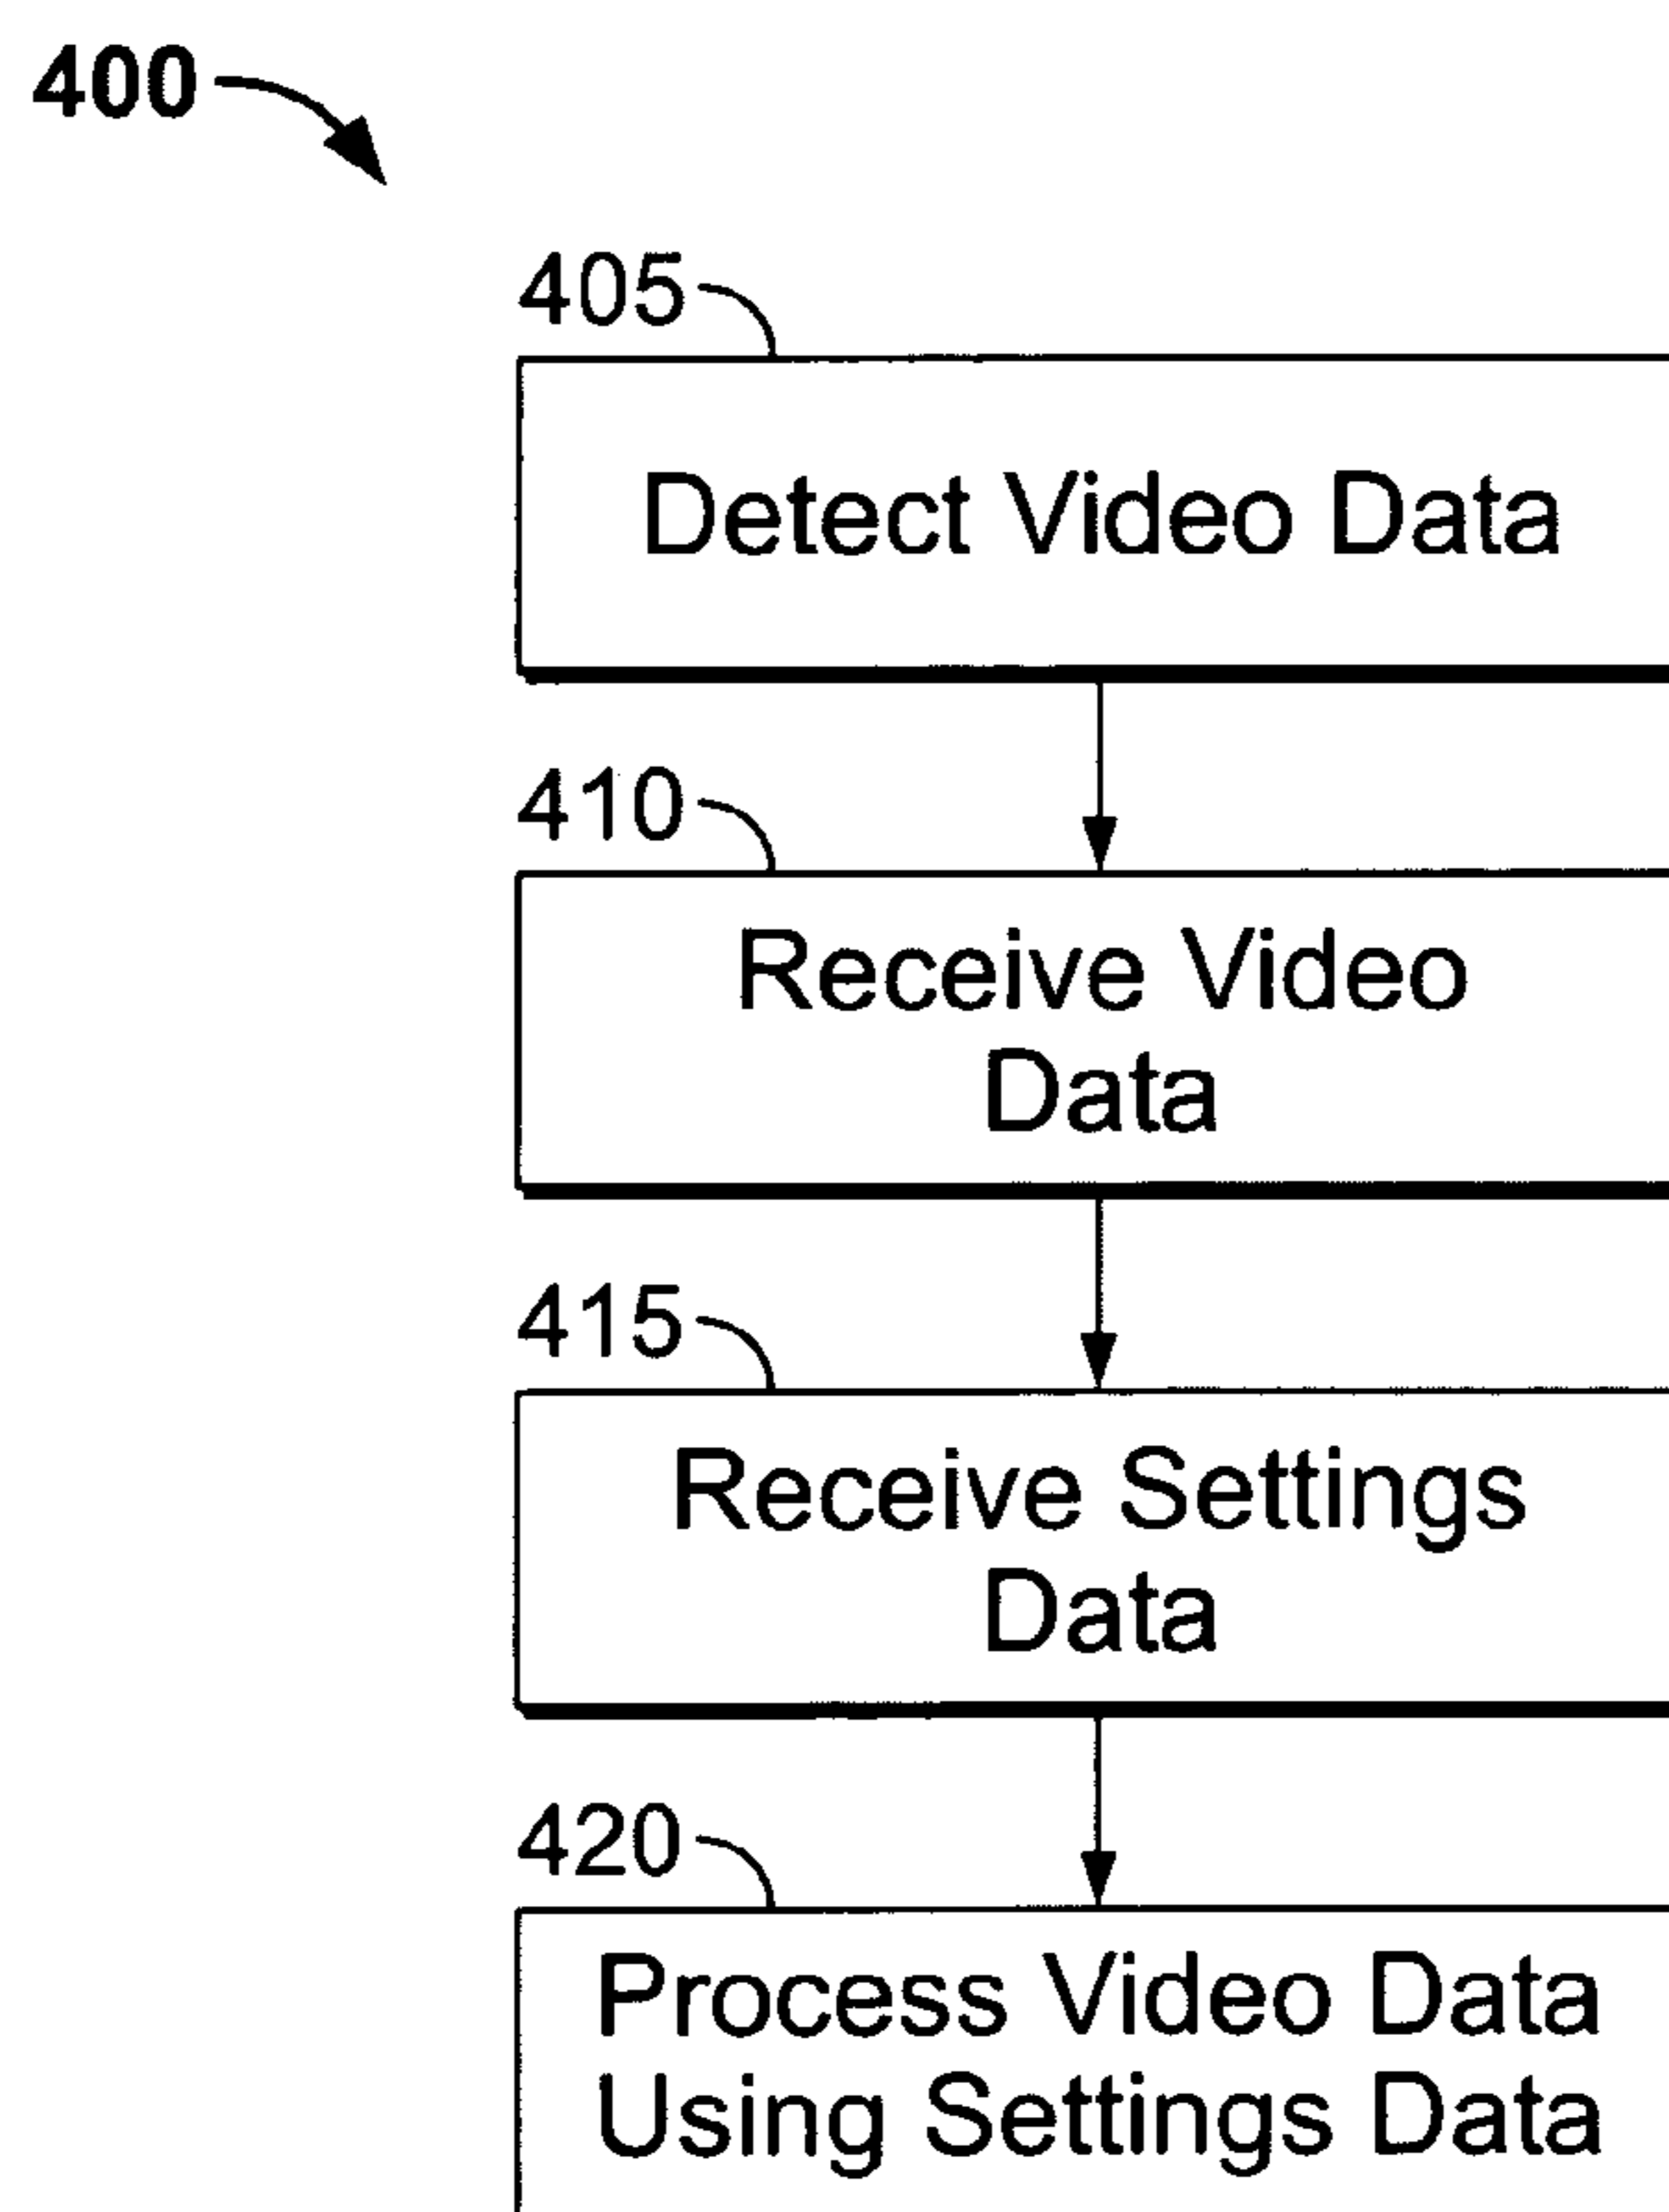 400
405
Detect Video Data
410
Receive Video
Data
415
Receive Settings
Data
420
Process Video Data
Using Settings Data